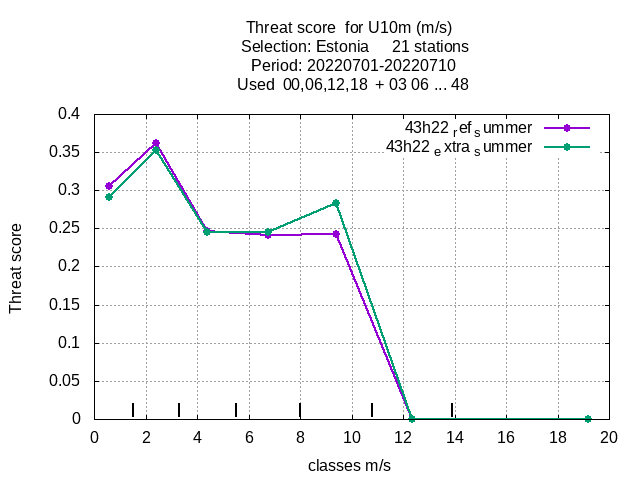 Threat score  for U10m (m/s)
Selection: Estonia     21 stations
Period: 20220701-20220710
Used  00,06,12,18  + 03 06 ... 48
43h22 ref summer
43h22 extra summer
0.4
0.35
0.3
0.25
0.2
0.15
0.1
0.05
0
Threat score
0 2 4 6 8 10 12 14 16 18 20
classes m/s